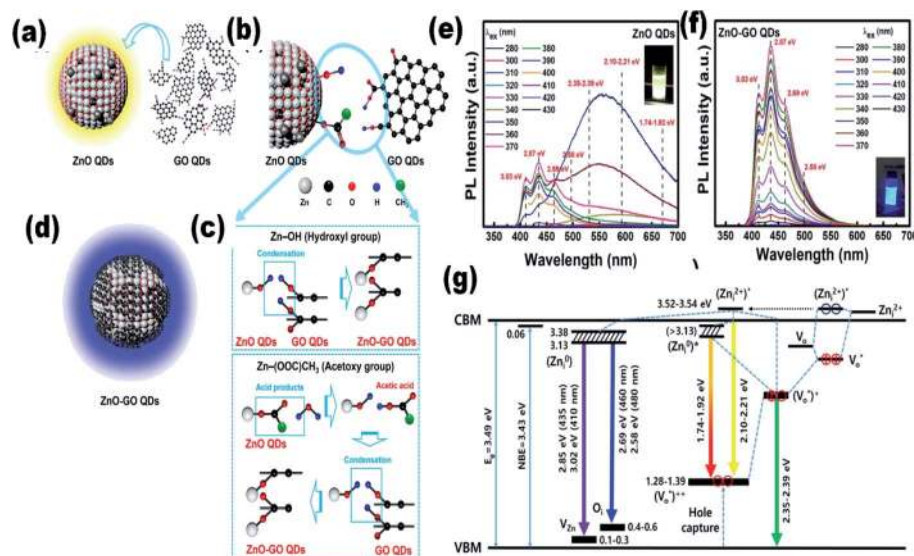 (a)
ZnO QDs
GO QDs
(b)
ZnO QDs
GO QDs
Zn C O H CH₃
(c)
Zn–OH (Hydroxyl group)
Condensation
ZnO QDs
GO QDs
ZnO-GO QDs
Zn–(OOC)CH₃ (Acetoxy group)
Acid products
Acetic acid
ZnO QDs
Condensation
ZnO-GO QDs
GO QDs
(d)
ZnO-GO QDs
(e)
PL Intensity (a.u.)
λex (nm)
280 380
300 390
310 400
320 410
330 420
340 430
350
360
370
ZnO QDs
2.10-2.21 eV
2.35-2.39 eV
1.74-1.92 eV
2.87 eV
3.03 eV
400 450 500 550 600 650 700
Wavelength (nm)
(f)
PL Intensity (a.u.)
λex (nm)
280 380
300 390
310 400
320 410
330 420
340 430
350
360
370
ZnO-GO QDs
2.87 eV
3.03 eV
2.69 eV
2.58 eV
400 450 500 550 600 650 700
Wavelength (nm)
(g)
CBM
VBM
Eg=3.49 eV
NBE=3.43 eV
0.06
3.38
3.13
(Zni⁰)
2.85 eV (435 nm)
3.02 eV (410 nm)
2.69 eV (460 nm)
2.58 eV (480 nm)
VZn
0.1-0.3
Oi
0.4-0.6
3.52-3.54 eV
(Zni²⁺)*
(>3.13)
(Zni⁰)*
1.74-1.92 eV
2.10-2.21 eV
1.28-1.39
(Vo•)⁺⁺
Hole
capture
(Zni²⁺)*
Zni²⁺
Vo
Vo•
(Vo•)⁺
2.35-2.39 eV